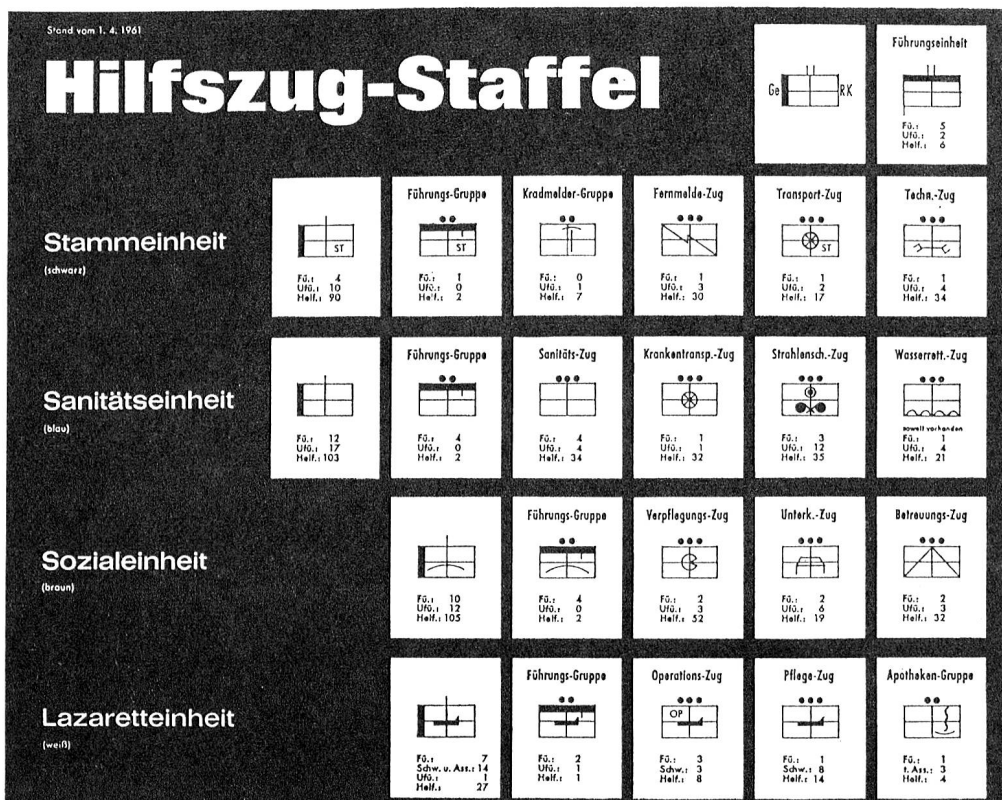 Stand vom 1. 4. 1961
Hilfszug-Staffel
Ge RK
Führungseinheit
Fü.: 5
Ufü.: 2
Helf.: 6
Stammeinheit
(schwarz)
ST
Fü.: 4
Ufü.: 10
Helf.: 90
Führungs-Gruppe
ST
Fü.: 1
Ufü.: 0
Helf.: 2
Kradmelder-Gruppe
Fü.: 0
Ufü.: 1
Helf.: 7
Fernmelde-Zug
Fü.: 1
Ufü.: 3
Helf.: 30
Transport-Zug
ST
Fü.: 1
Ufü.: 2
Helf.: 17
Techn.-Zug
Fü.: 1
Ufü.: 4
Helf.: 34
Sanitätseinheit
(blau)
Fü.: 12
Ufü.: 17
Helf.: 103
Führungs-Gruppe
Fü.: 4
Ufü.: 0
Helf.: 2
Sanitäts-Zug
Fü.: 4
Ufü.: 4
Helf.: 34
Krankentransp.-Zug
Fü.: 1
Ufü.: 1
Helf.: 32
Strahlensch.-Zug
Fü.: 3
Ufü.: 12
Helf.: 35
Wasserrett.-Zug
soweit vorhanden
Fü.: 1
Ufü.: 4
Helf.: 21
Sozialeinheit
(braun)
Fü.: 10
Ufü.: 12
Helf.: 105
Führungs-Gruppe
Fü.: 4
Ufü.: 0
Helf.: 2
Verpflegungs-Zug
Fü.: 2
Ufü.: 3
Helf.: 52
Unterk.-Zug
Fü.: 2
Ufü.: 6
Helf.: 19
Betreuungs-Zug
Fü.: 2
Ufü.: 3
Helf.: 32
Lazaretteinheit
(weiß)
Fü.: 7
Schw. u. Ass.: 14
Ufü.: 1
Helf.: 27
Führungs-Gruppe
Fü.: 2
Ufü.: 1
Helf.: 1
Operations-Zug
OP
Fü.: 3
Schw.: 3
Helf.: 8
Pflege-Zug
Fü.: 1
Schw.: 8
Helf.: 14
Apotheken-Gruppe
Fü.: 1
t. Ass.: 3
Helf.: 4